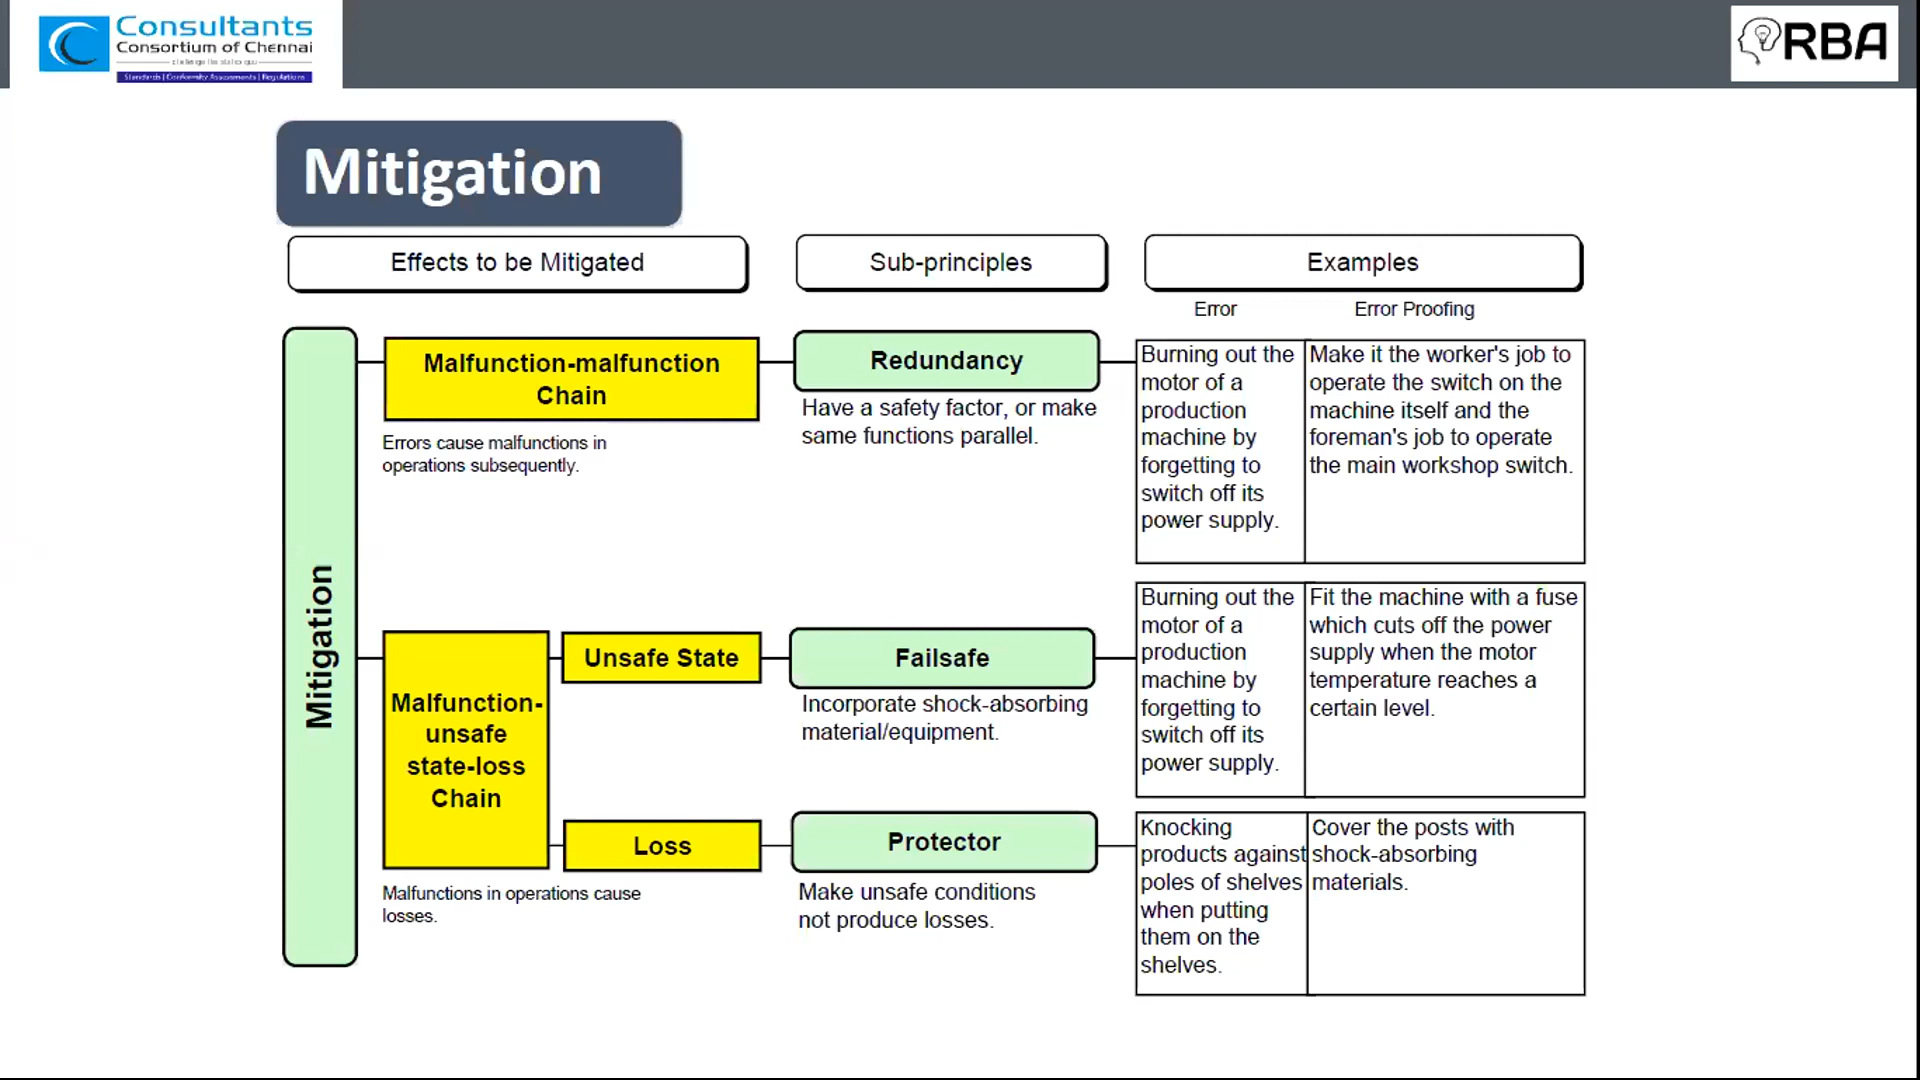 Consultants
Consortium of Chennai
Standards | Conformity Assessments | Regulations
RBA
Mitigation
Effects to be Mitigated
Sub-principles
Examples
Error
Error Proofing
Mitigation
Malfunction-malfunction
Chain
Errors cause malfunctions in
operations subsequently.
Redundancy
Have a safety factor, or make
same functions parallel.
Burning out the
motor of a
production
machine by
forgetting to
switch off its
power supply.
Make it the worker's job to
operate the switch on the
machine itself and the
foreman's job to operate
the main workshop switch.
Malfunction-
unsafe
state-loss
Chain
Malfunctions in operations cause
losses.
Unsafe State
Failsafe
Incorporate shock-absorbing
material/equipment.
Burning out the
motor of a
production
machine by
forgetting to
switch off its
power supply.
Fit the machine with a fuse
which cuts off the power
supply when the motor
temperature reaches a
certain level.
Loss
Protector
Make unsafe conditions
not produce losses.
Knocking
products against
poles of shelves
when putting
them on the
shelves.
Cover the posts with
shock-absorbing
materials.